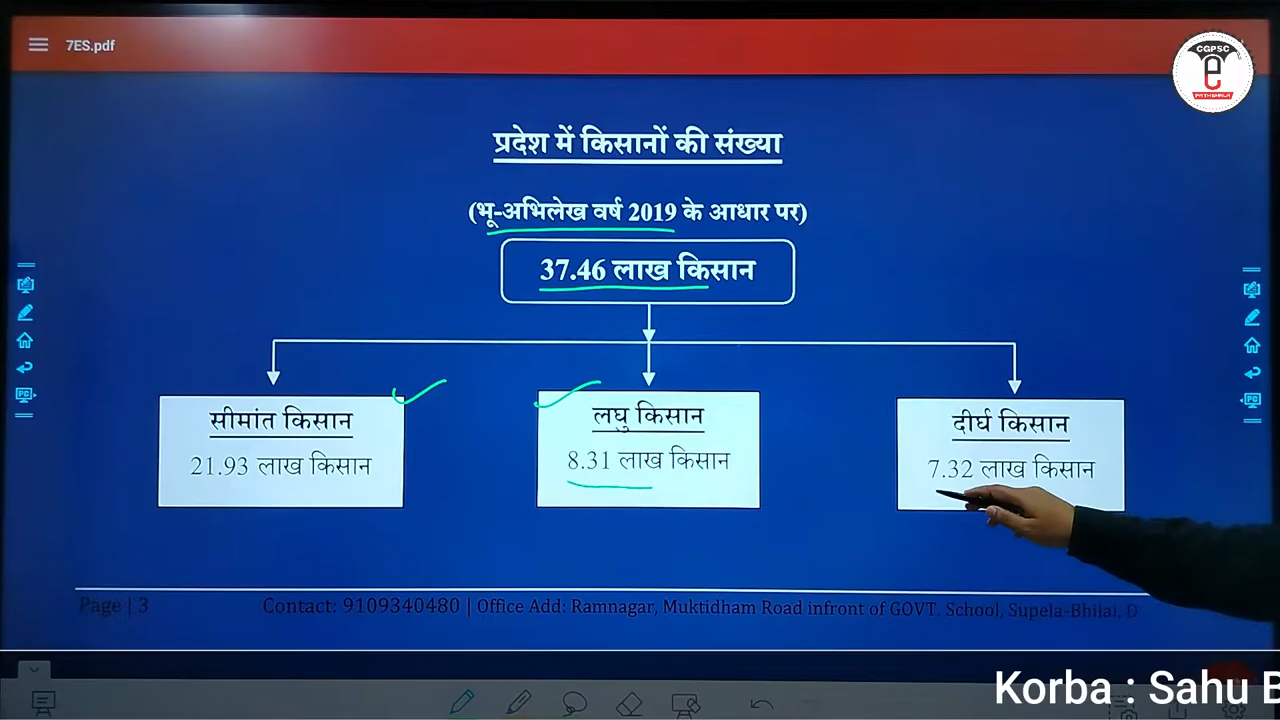 7ES.pdf
CGPSC
प्रदेश में किसानों की संख्या
(भू-अभिलेख वर्ष 2019 के आधार पर)
37.46 लाख किसान
सीमांत किसान
21.93 लाख किसान
लघु किसान
8.31 लाख किसान
दीर्घ किसान
7.32 लाख किसान
Page | 3
Contact: 9109340480 | Office Add: Ramnagar, Muktidham Road infront of GOVT. School, Supela-Bhilai, D
Korba : Sahu B